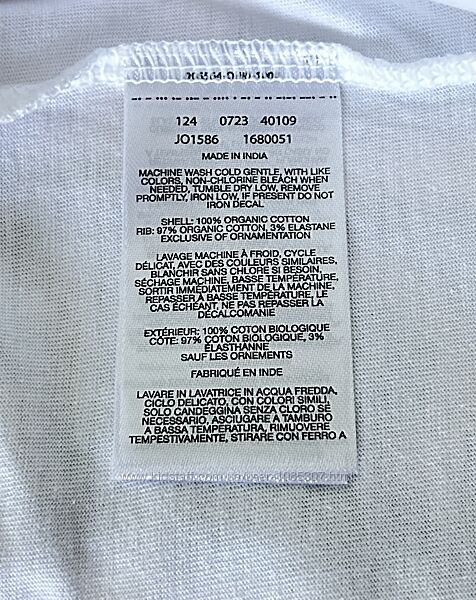 124 0723 40109
JO1586 1680051
MADE IN INDIA
MACHINE WASH COLD GENTLE, WITH LIKE
COLORS, NON-CHLORINE BLEACH WHEN
NEEDED, TUMBLE DRY LOW, REMOVE
PROMPTLY, IRON LOW, IF PRESENT DO NOT
IRON DECAL
SHELL: 100% ORGANIC COTTON
RIB: 97% ORGANIC COTTON, 3% ELASTANE
EXCLUSIVE OF ORNAMENTATION
LAVAGE MACHINE À FROID, CYCLE
DÉLICAT, AVEC DES COULEURS SIMILAIRES,
BLANCHIR SANS CHLORE SI BESOIN,
SÉCHAGE MACHINE, BASSE TEMPÉRATURE,
SORTIR IMMÉDIATEMENT DE LA MACHINE,
REPASSER À BASSE TEMPÉRATURE, LE
CAS ÉCHÉANT, NE PAS REPASSER LA
DÉCALCOMANIE
EXTÉRIEUR: 100% COTON BIOLOGIQUE
CÔTE: 97% COTON BIOLOGIQUE, 3%
ÉLASTHANNE
SAUF LES ORNEMENTS
FABRIQUÉ EN INDE
LAVARE IN LAVATRICE IN ACQUA FREDDA,
CICLO DELICATO, CON COLORI SIMILI,
SOLO CANDEGGINA SENZA CLORO SE
NECESSARIO, ASCIUGARE A TAMBURO
A BASSA TEMPERATURA, RIMUOVERE
TEMPESTIVAMENTE, STIRARE CON FERRO A